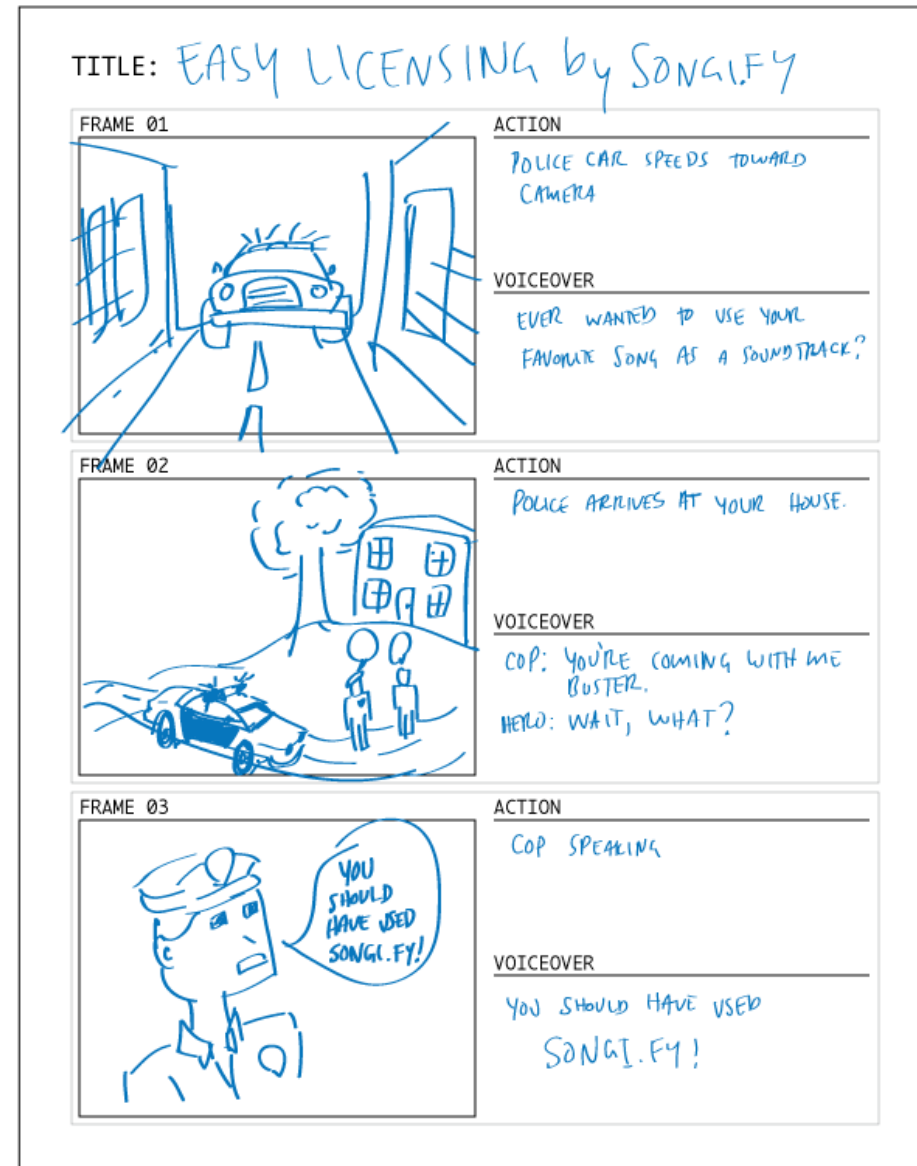 TITLE: EASY LICENSING by SONGI.FY
FRAME 01
ACTION
POLICE CAR SPEEDS TOWARD
CAMERA
VOICEOVER
EVER WANTED TO USE YOUR
FAVORITE SONG AS A SOUNDTRACK?
FRAME 02
ACTION
POLICE ARRIVES AT YOUR HOUSE.
VOICEOVER
COP: YOU'RE COMING WITH ME
BUSTER.
HERO: WAIT, WHAT?
FRAME 03
YOU
SHOULD
HAVE USED
SONGI.FY!
ACTION
COP SPEAKING
VOICEOVER
YOU SHOULD HAVE USED
SONGI.FY!